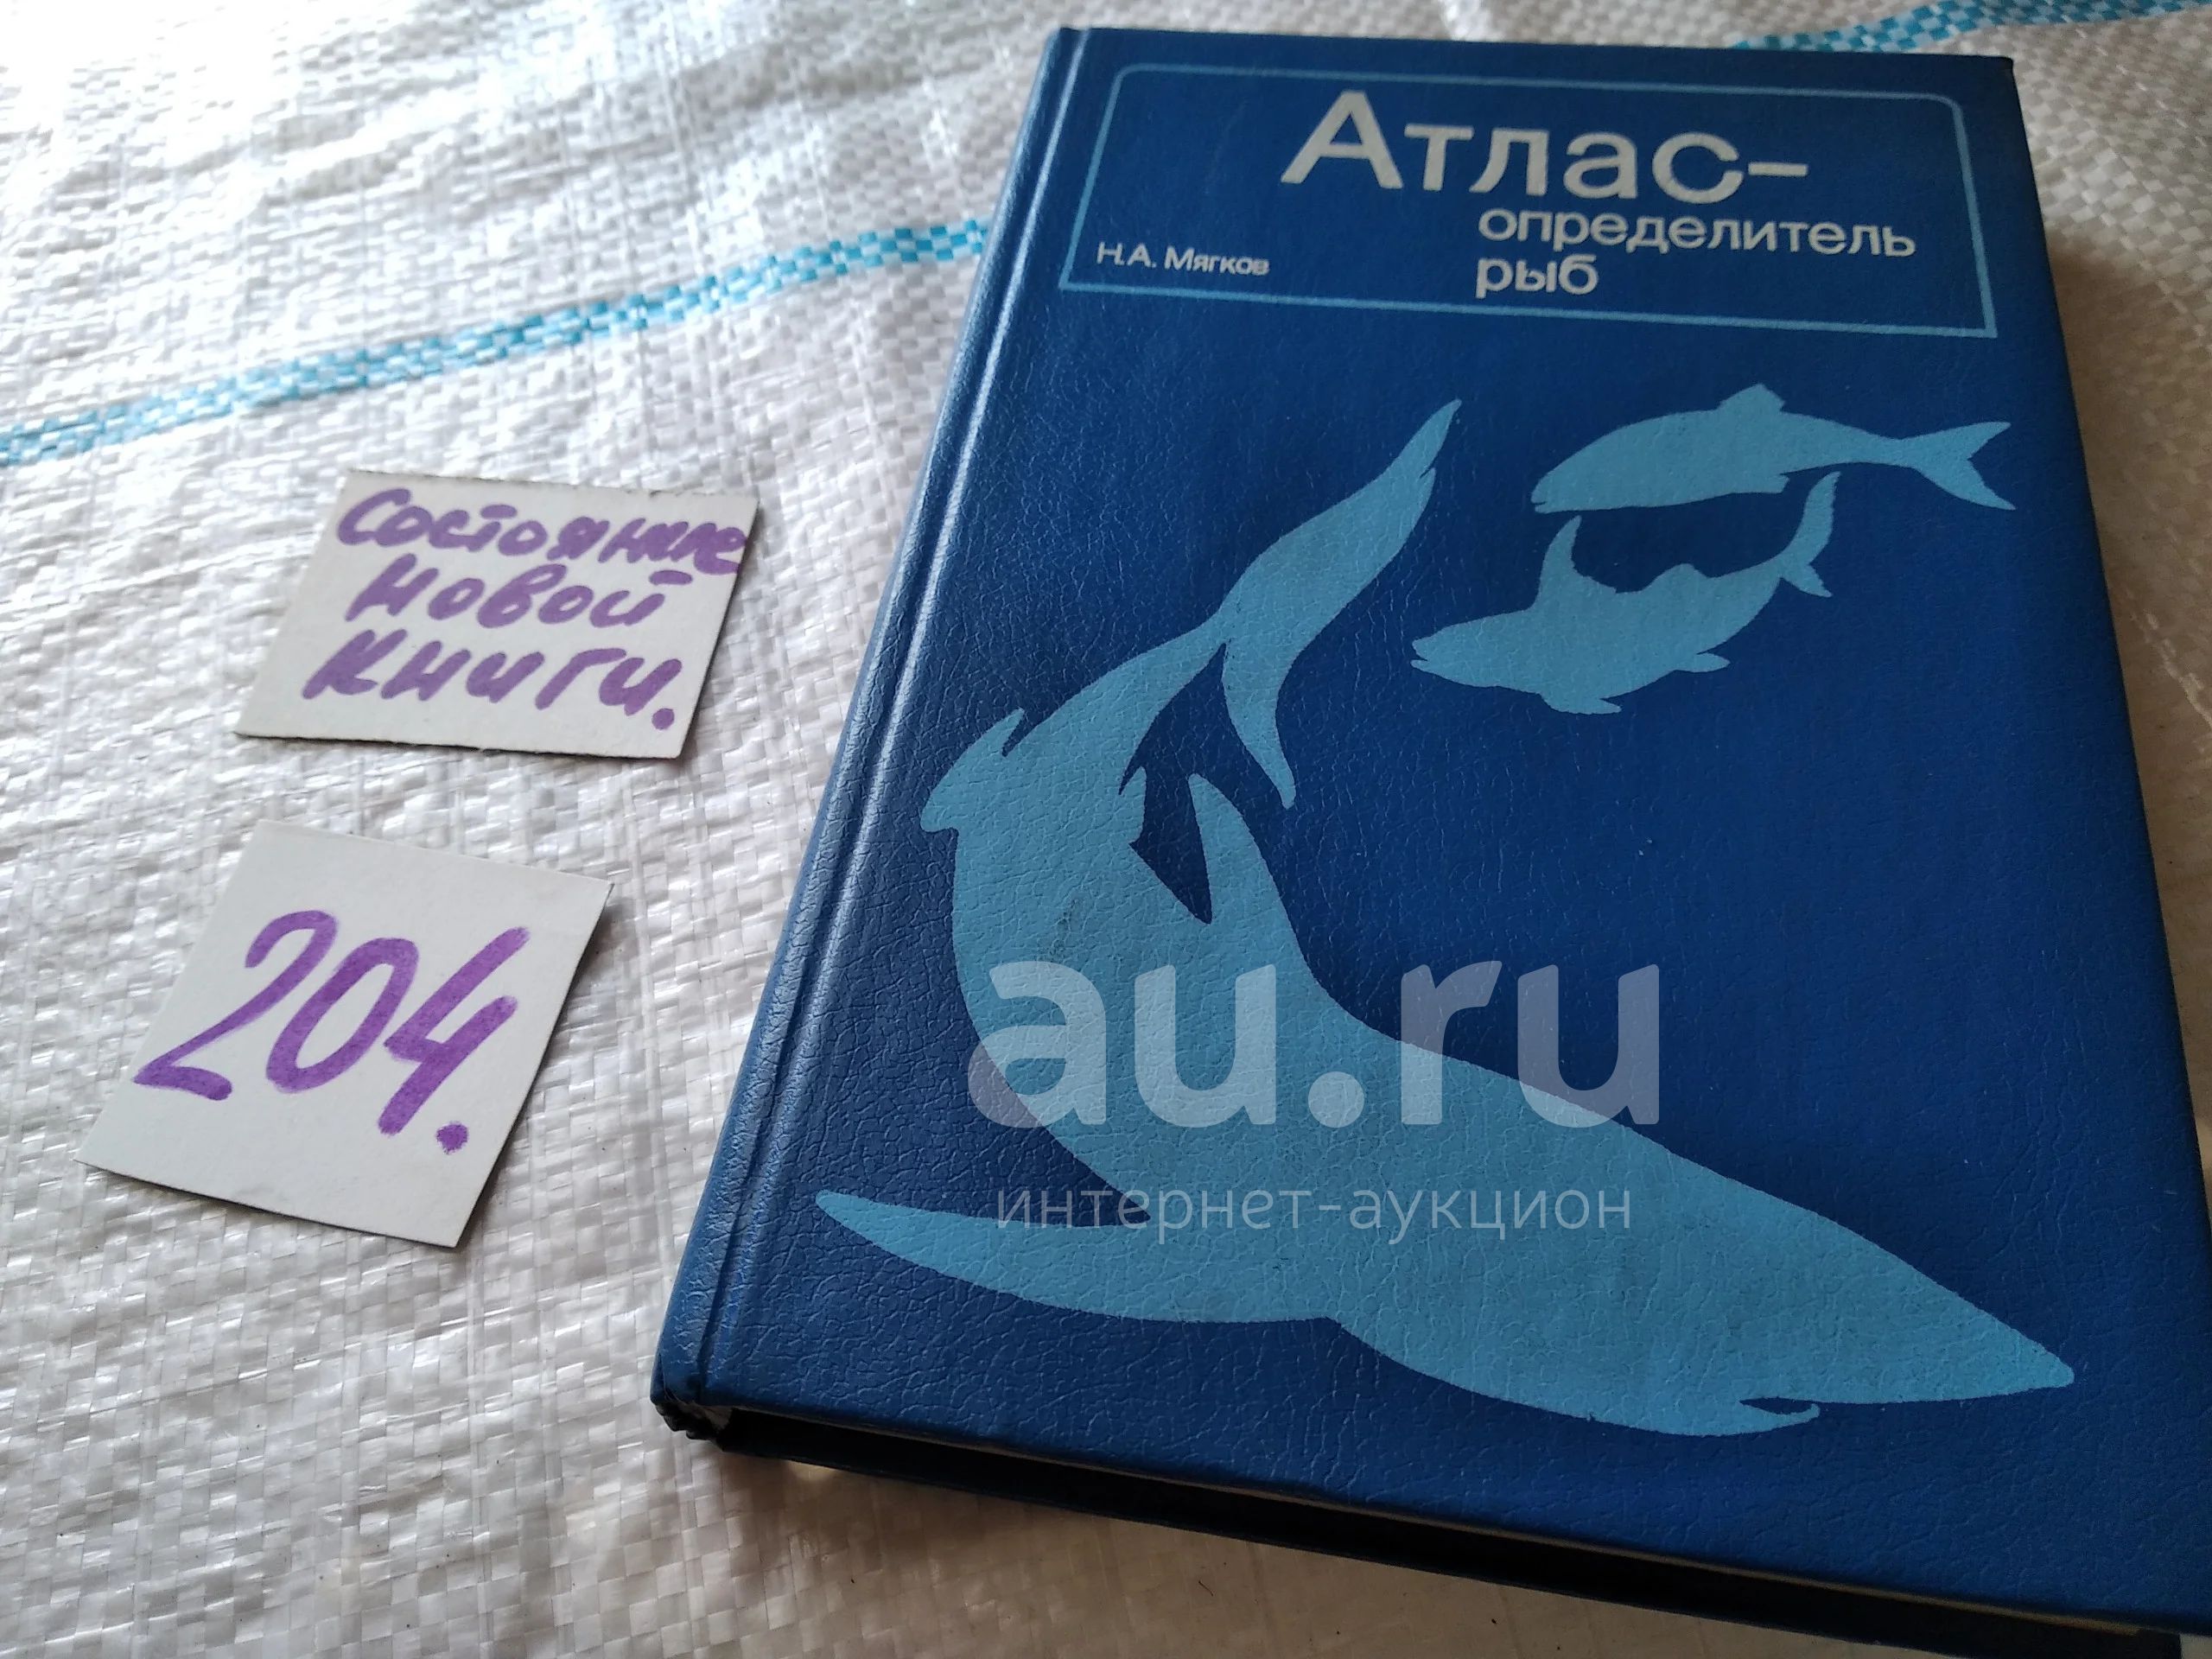 Атлас-
определитель
рыб
Н.А. Мягков
Состояние
новой
книги.
204.
au.ru
интернет-аукцион